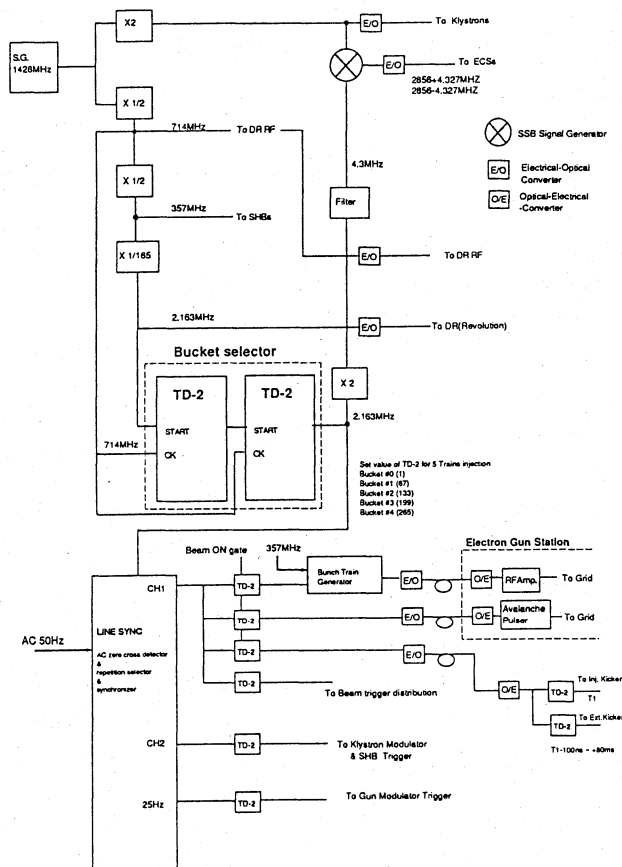 X2
E/O
To Klystrons
S.G.
1428MHz
E/O
To ECSs
2856+4.327MHZ
2856-4.327MHZ
X 1/2
SSB Signal Generator
714MHz
To DR RF
4.3MHz
E/O
Electrical-Optical
Converter
X 1/2
O/E
Optical-Electrical
-Converter
Filter
357MHz
To SHBs
X 1/165
E/O
To DR RF
2.163MHz
E/O
To DR(Revolution)
Bucket selector
X 2
TD-2
TD-2
START
START
2.163MHz
714MHz
CK
CK
Set value of TD-2 for 5 Trains injection
Bucket #0 (1)
Bucket #1 (67)
Bucket #2 (133)
Bucket #3 (199)
Bucket #4 (265)
Electron Gun Station
Beam ON gate
357MHz
CH1
TD-2
Bunch Train
Generator
E/O
O/E
RFAmp.
To Grid
TD-2
E/O
O/E
Avalanche
Pulser
To Grid
AC 50Hz
LINE SYNC
AC zero cross detector
&
repetition selector
&
synchronizer
TD-2
E/O
TD-2
To Beam trigger distribution
O/E
TD-2
To Inj. Kicker
T1
TD-2
To Ext.Kicker
T1-100ns ~ +80ms
CH2
TD-2
To Klystron Modulator
& SHB Trigger
25Hz
TD-2
To Gun Modulator Trigger